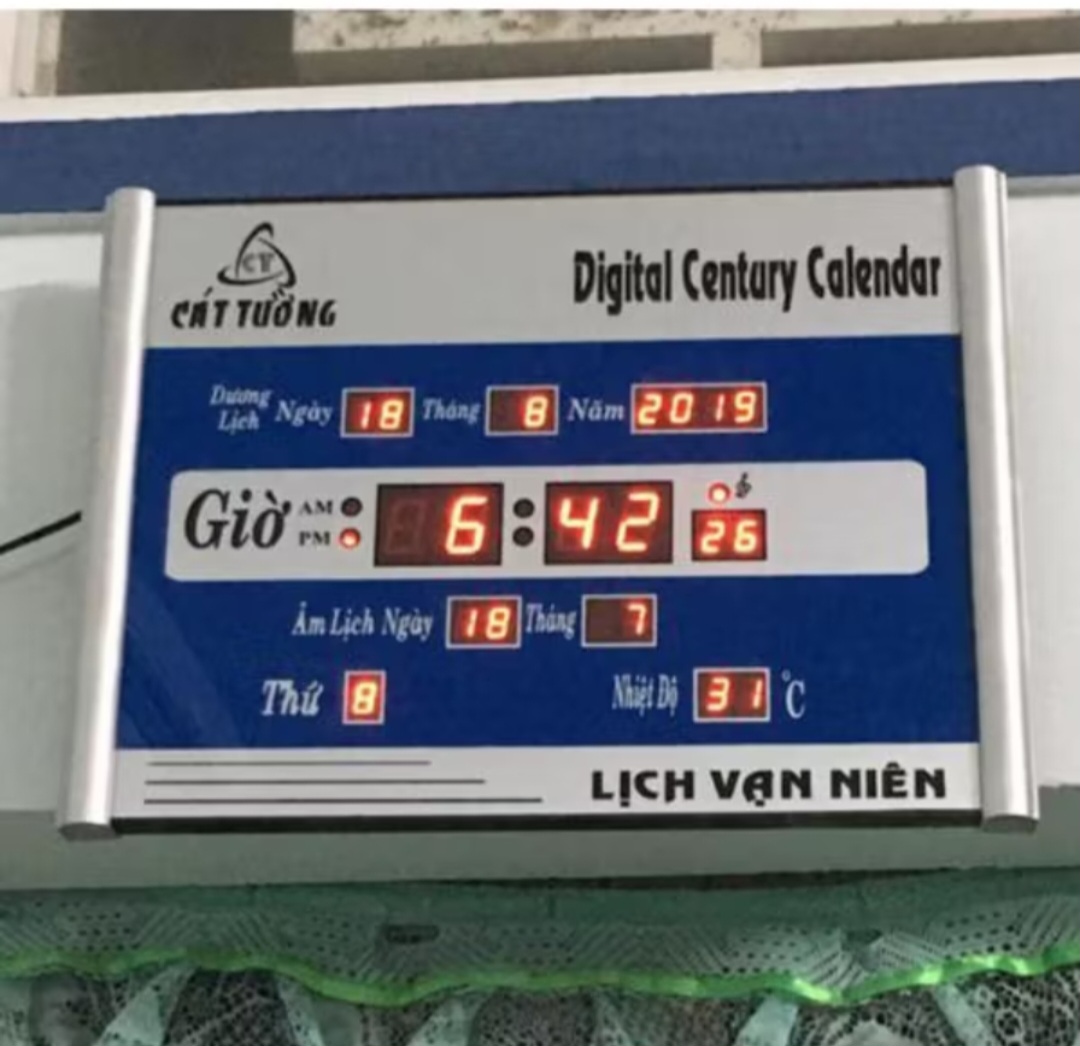 CT
CÁT TƯỜNG
Digital Century Calendar
Dương Lịch Ngày 18 Tháng 8 Năm 2019
Giờ AM PM 6:42 26
Âm Lịch Ngày 18 Tháng 7
Thứ 8 Nhiệt Độ 31 °C
LỊCH VẠN NIÊN